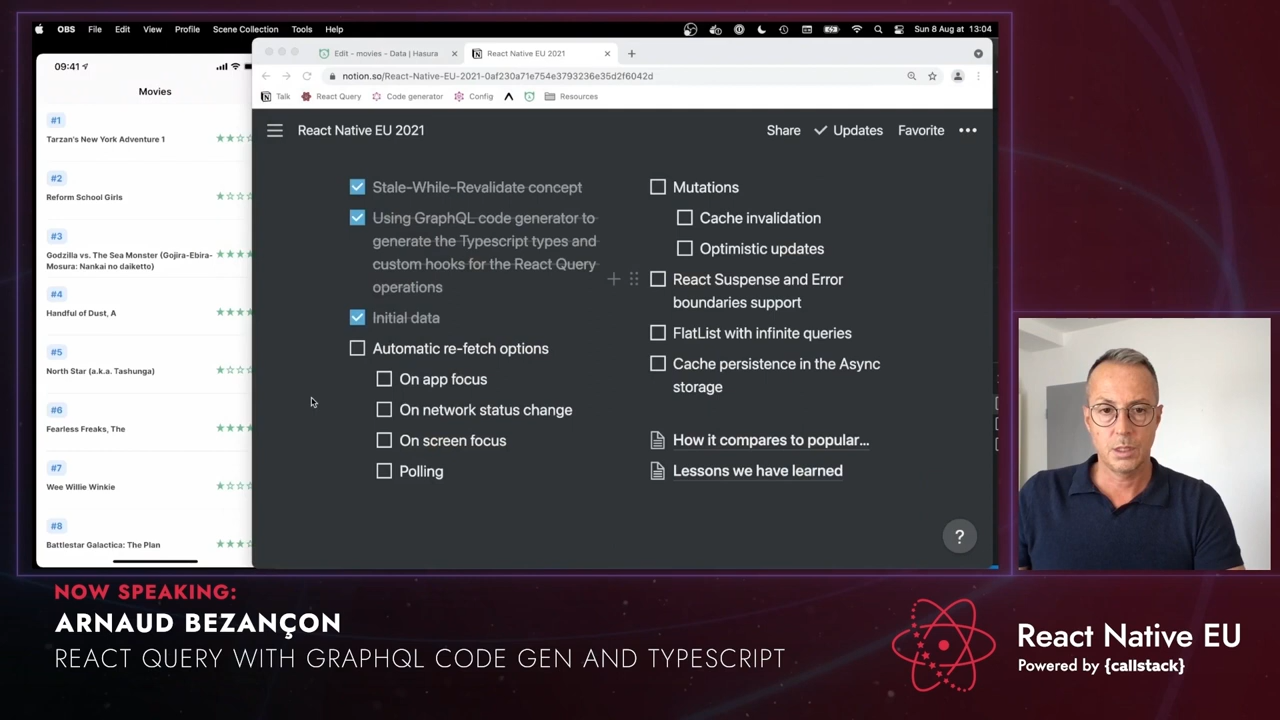 OBS File Edit View Profile Scene Collection Tools Help Sun 8 Aug at 13:04
09:41
Movies
#1
Tarzan's New York Adventure 1
#2
Reform School Girls
#3
Godzilla vs. The Sea Monster (Gojira-Ebira-
Mosura: Nankai no daiketto)
#4
Handful of Dust, A
#5
North Star (a.k.a. Tashunga)
#6
Fearless Freaks, The
#7
Wee Willie Winkie
#8
Battlestar Galactica: The Plan
Edit - movies - Data | Hasura React Native EU 2021
notion.so/React-Native-EU-2021-0af230a71e754e3793236e35d2f6042d
Talk React Query Code generator Config Resources
React Native EU 2021 Share Updates Favorite
Stale-While-Revalidate concept
Using GraphQL code generator to
generate the Typescript types and
custom hooks for the React Query
operations
Initial data
Automatic re-fetch options
On app focus
On network status change
On screen focus
Polling
Mutations
Cache invalidation
Optimistic updates
React Suspense and Error
boundaries support
FlatList with infinite queries
Cache persistence in the Async
storage
How it compares to popular...
Lessons we have learned
?
NOW SPEAKING:
ARNAUD BEZANÇON
REACT QUERY WITH GRAPHQL CODE GEN AND TYPESCRIPT
React Native EU
Powered by {callstack}